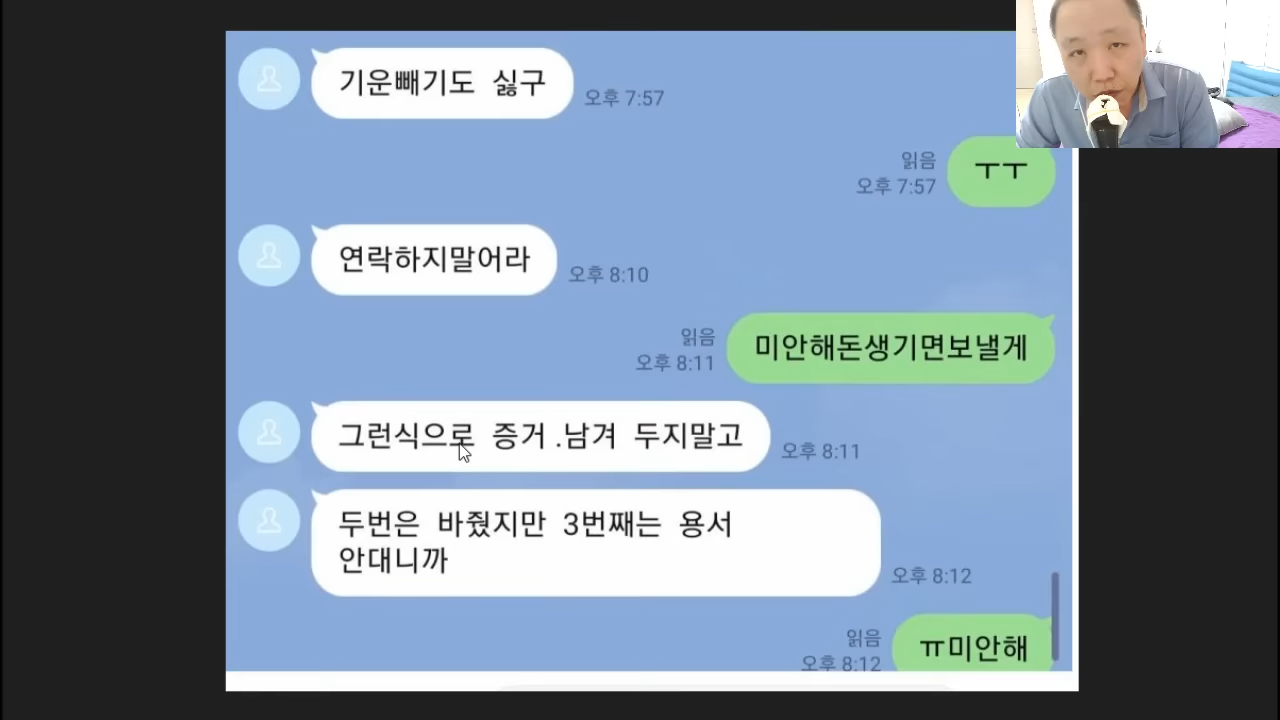 기운빼기도 싫구
오후 7:57
ㅜㅜ
읽음
오후 7:57
연락하지말어라
오후 8:10
미안해돈생기면보낼게
읽음
오후 8:11
그런식으로 증거 .남겨 두지말고
오후 8:11
두번은 바줬지만 3번째는 용서
안대니까
오후 8:12
ㅠ미안해
읽음
오후 8:12